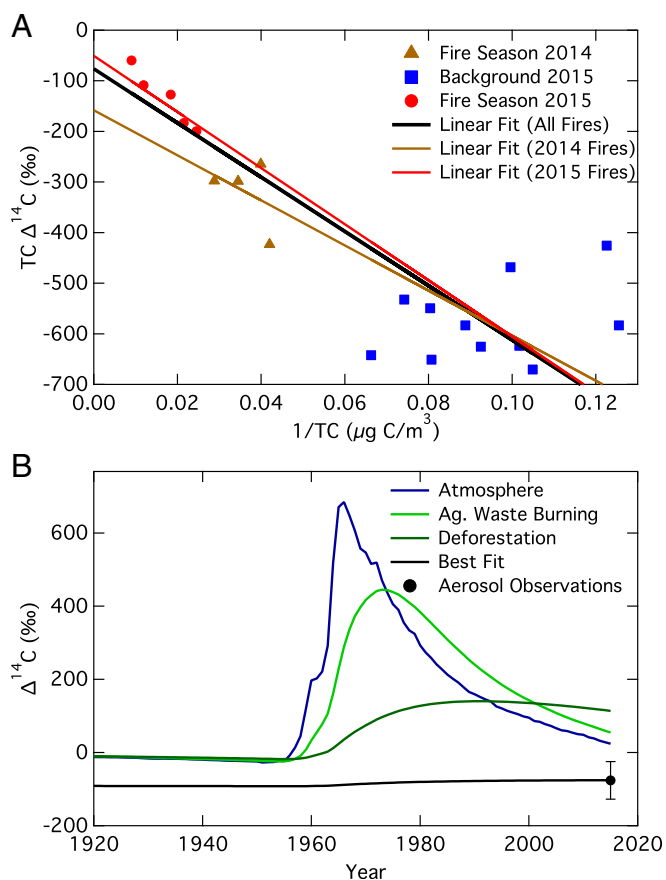 A
0
-100
-200
-300
-400
-500
-600
-700
TC Δ14C (‰)
Fire Season 2014
Background 2015
Fire Season 2015
Linear Fit (All Fires)
Linear Fit (2014 Fires)
Linear Fit (2015 Fires)
0.00 0.02 0.04 0.06 0.08 0.10 0.12
1/TC (μg C/m3)
B
600
400
200
0
-200
Δ14C (‰)
Atmosphere
Ag. Waste Burning
Deforestation
Best Fit
Aerosol Observations
1920 1940 1960 1980 2000 2020
Year